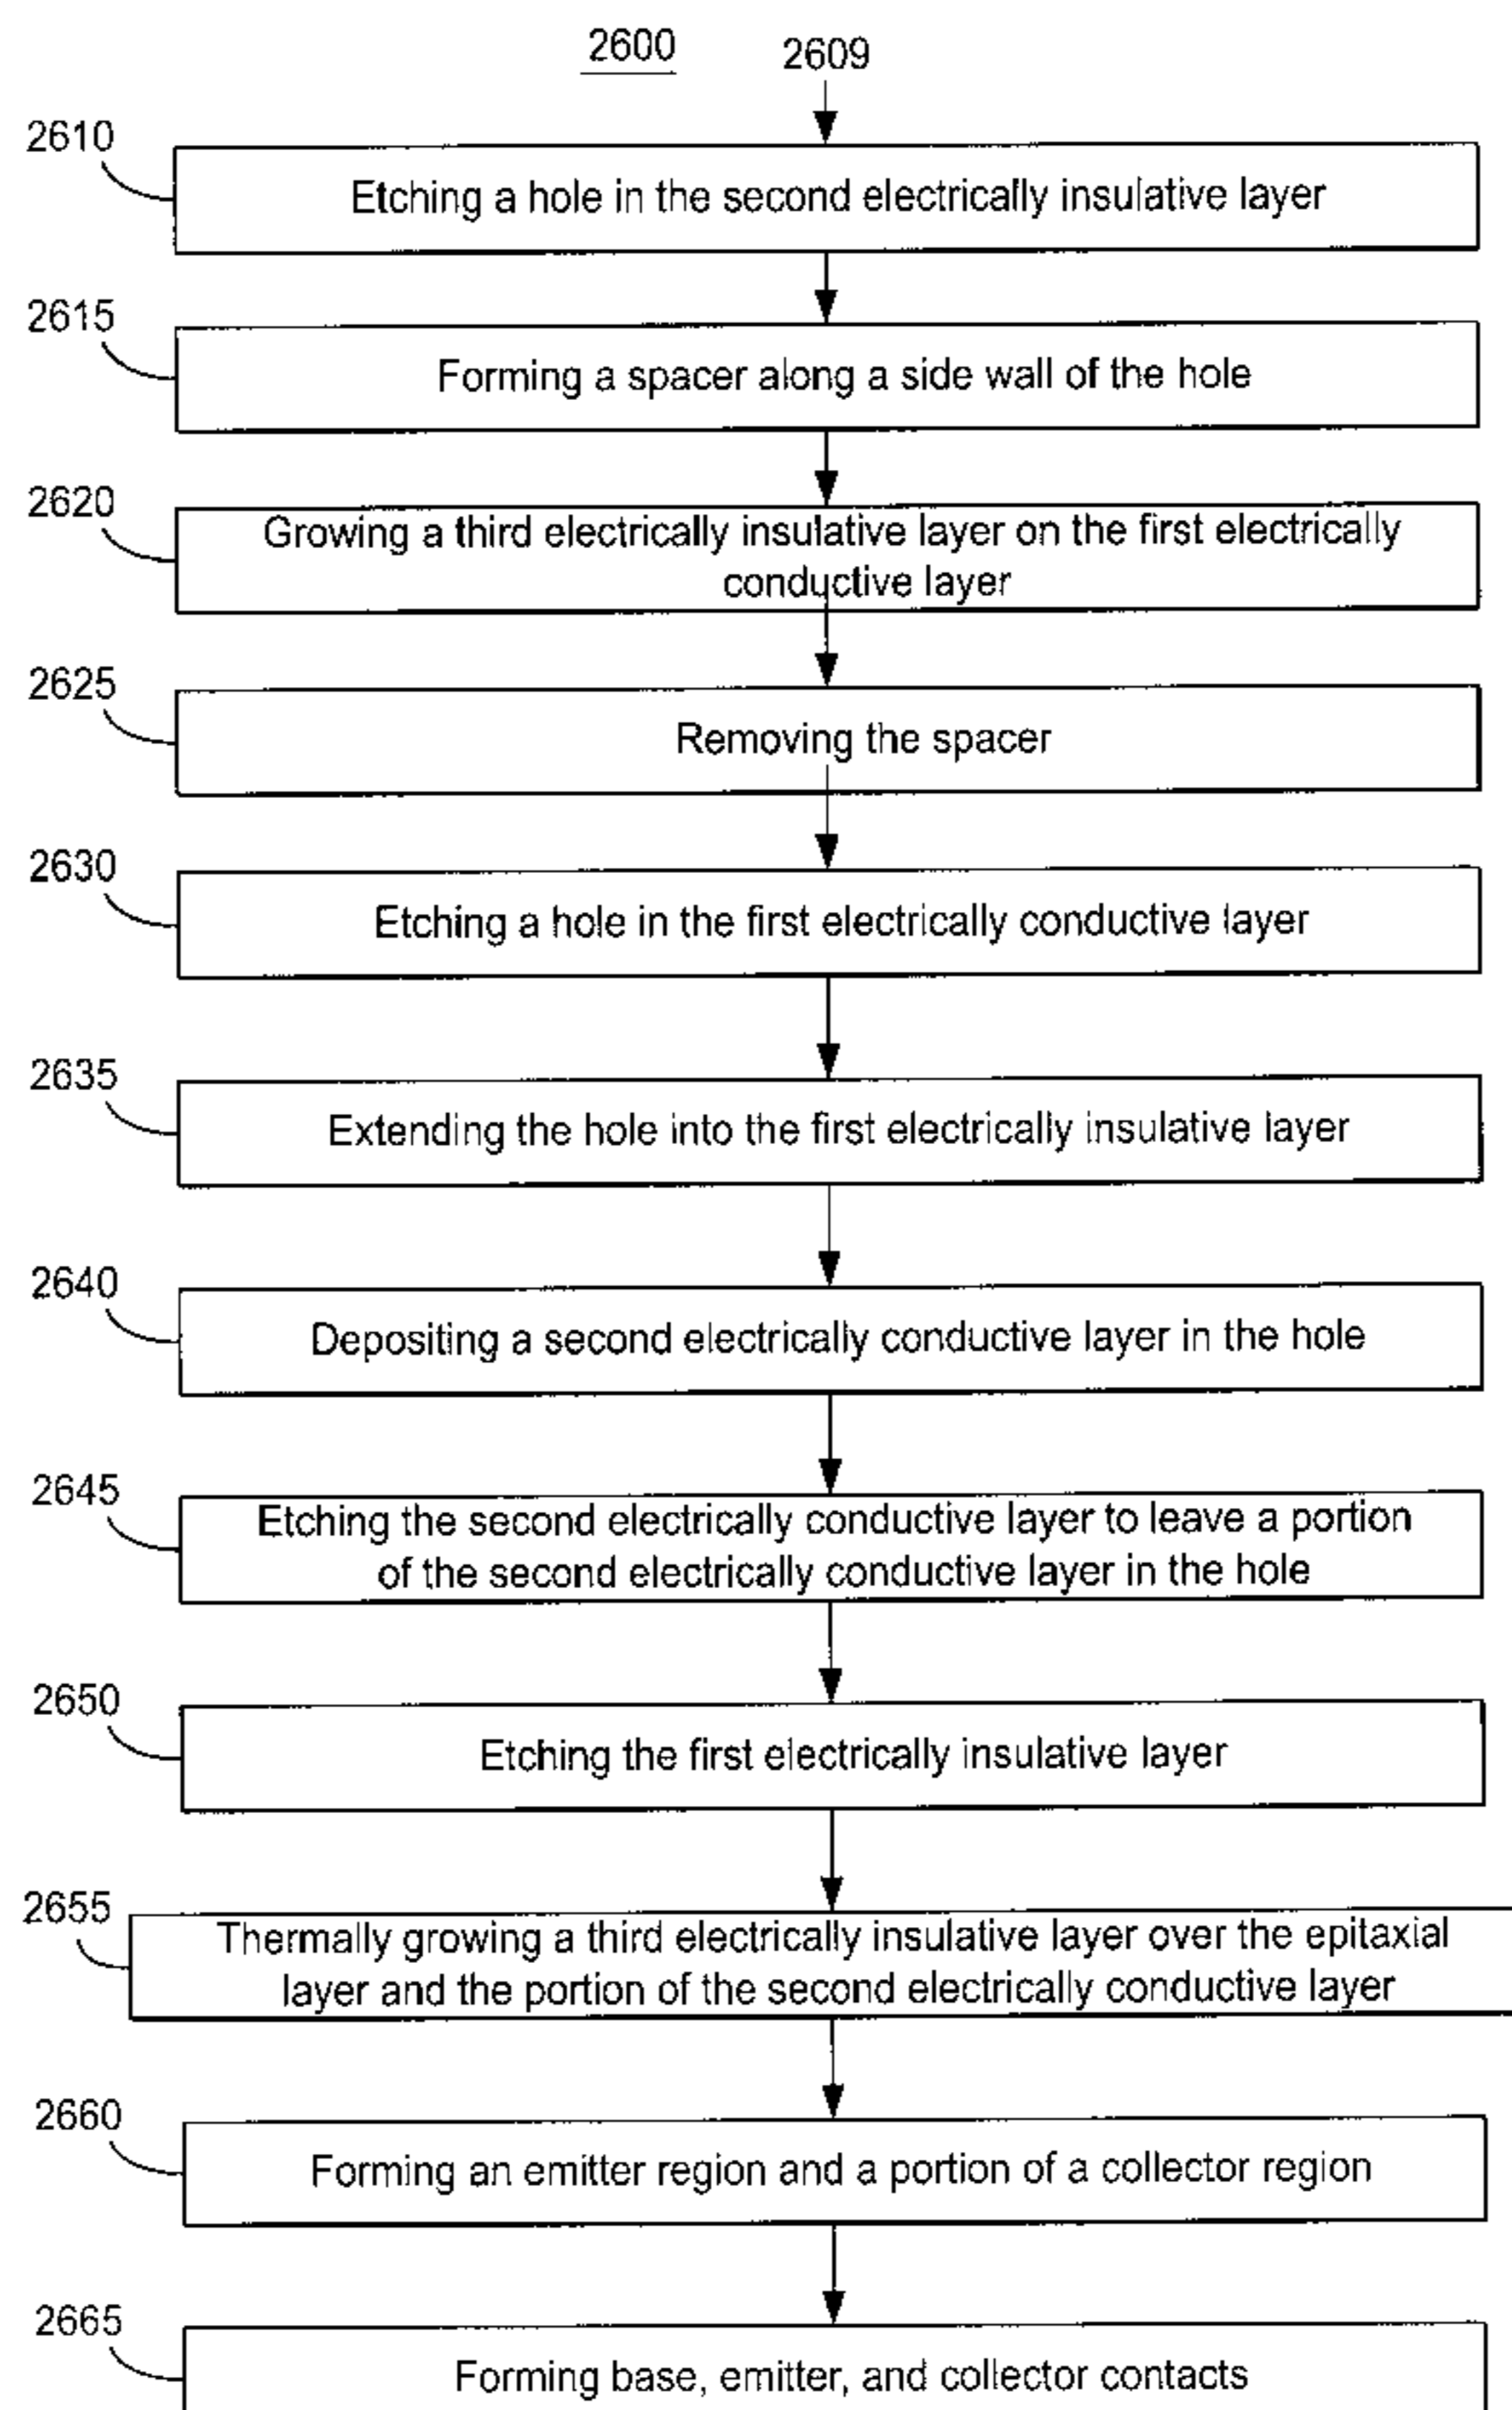 2600
2609
2610
Etching a hole in the second electrically insulative layer
2615
Forming a spacer along a side wall of the hole
2620
Growing a third electrically insulative layer on the first electrically
conductive layer
2625
Removing the spacer
2630
Etching a hole in the first electrically conductive layer
2635
Extending the hole into the first electrically insulative layer
2640
Depositing a second electrically conductive layer in the hole
2645
Etching the second electrically conductive layer to leave a portion
of the second electrically conductive layer in the hole
2650
Etching the first electrically insulative layer
2655
Thermally growing a third electrically insulative layer over the epitaxial
layer and the portion of the second electrically conductive layer
2660
Forming an emitter region and a portion of a collector region
2665
Forming base, emitter, and collector contacts